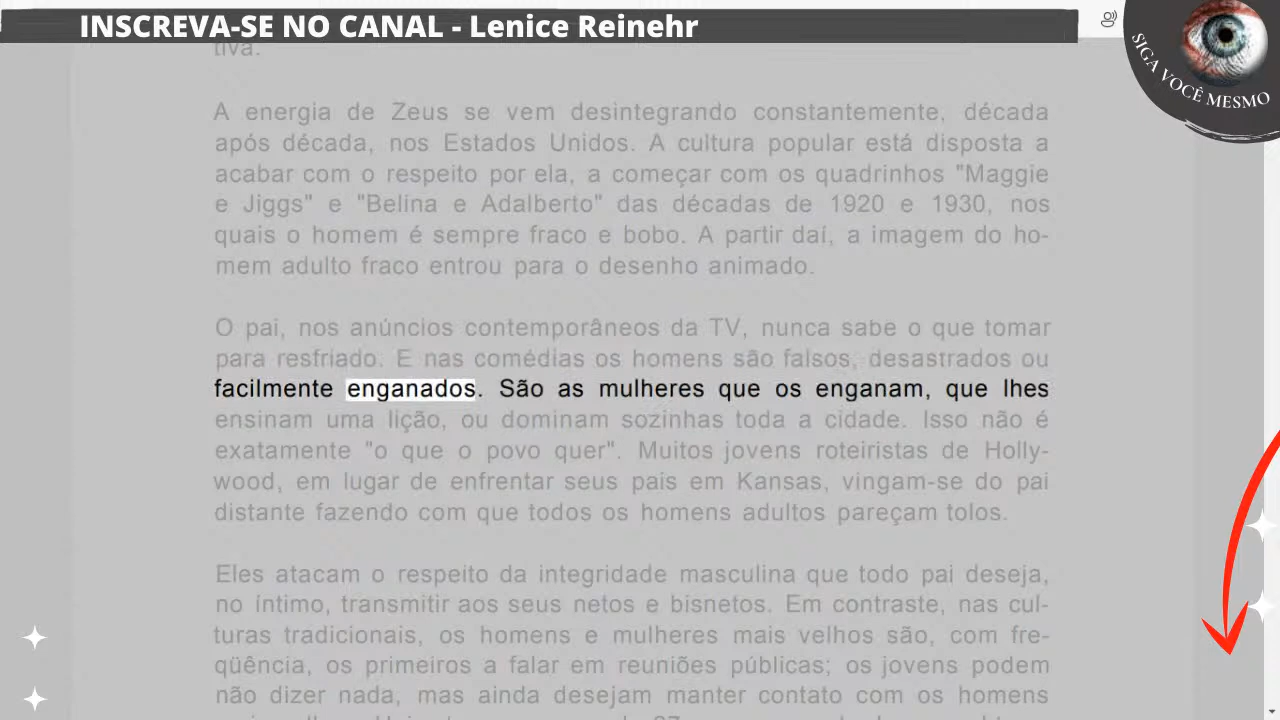 INSCREVA-SE NO CANAL - Lenice Reinehr
SIGA VOCÊ MESMO
tiva.
A energia de Zeus se vem desintegrando constantemente, década
após década, nos Estados Unidos. A cultura popular está disposta a
acabar com o respeito por ela, a começar com os quadrinhos "Maggie
e Jiggs" e "Belina e Adalberto" das décadas de 1920 e 1930, nos
quais o homem é sempre fraco e bobo. A partir daí, a imagem do ho-
mem adulto fraco entrou para o desenho animado.
O pai, nos anúncios contemporâneos da TV, nunca sabe o que tomar
para resfriado. E nas comédias os homens são falsos, desastrados ou
facilmente enganados. São as mulheres que os enganam, que lhes
ensinam uma lição, ou dominam sozinhas toda a cidade. Isso não é
exatamente "o que o povo quer". Muitos jovens roteiristas de Holly-
wood, em lugar de enfrentar seus pais em Kansas, vingam-se do pai
distante fazendo com que todos os homens adultos pareçam tolos.
Eles atacam o respeito da integridade masculina que todo pai deseja,
no íntimo, transmitir aos seus netos e bisnetos. Em contraste, nas cul-
turas tradicionais, os homens e mulheres mais velhos são, com fre-
qüência, os primeiros a falar em reuniões públicas; os jovens podem
não dizer nada, mas ainda desejam manter contato com os homens